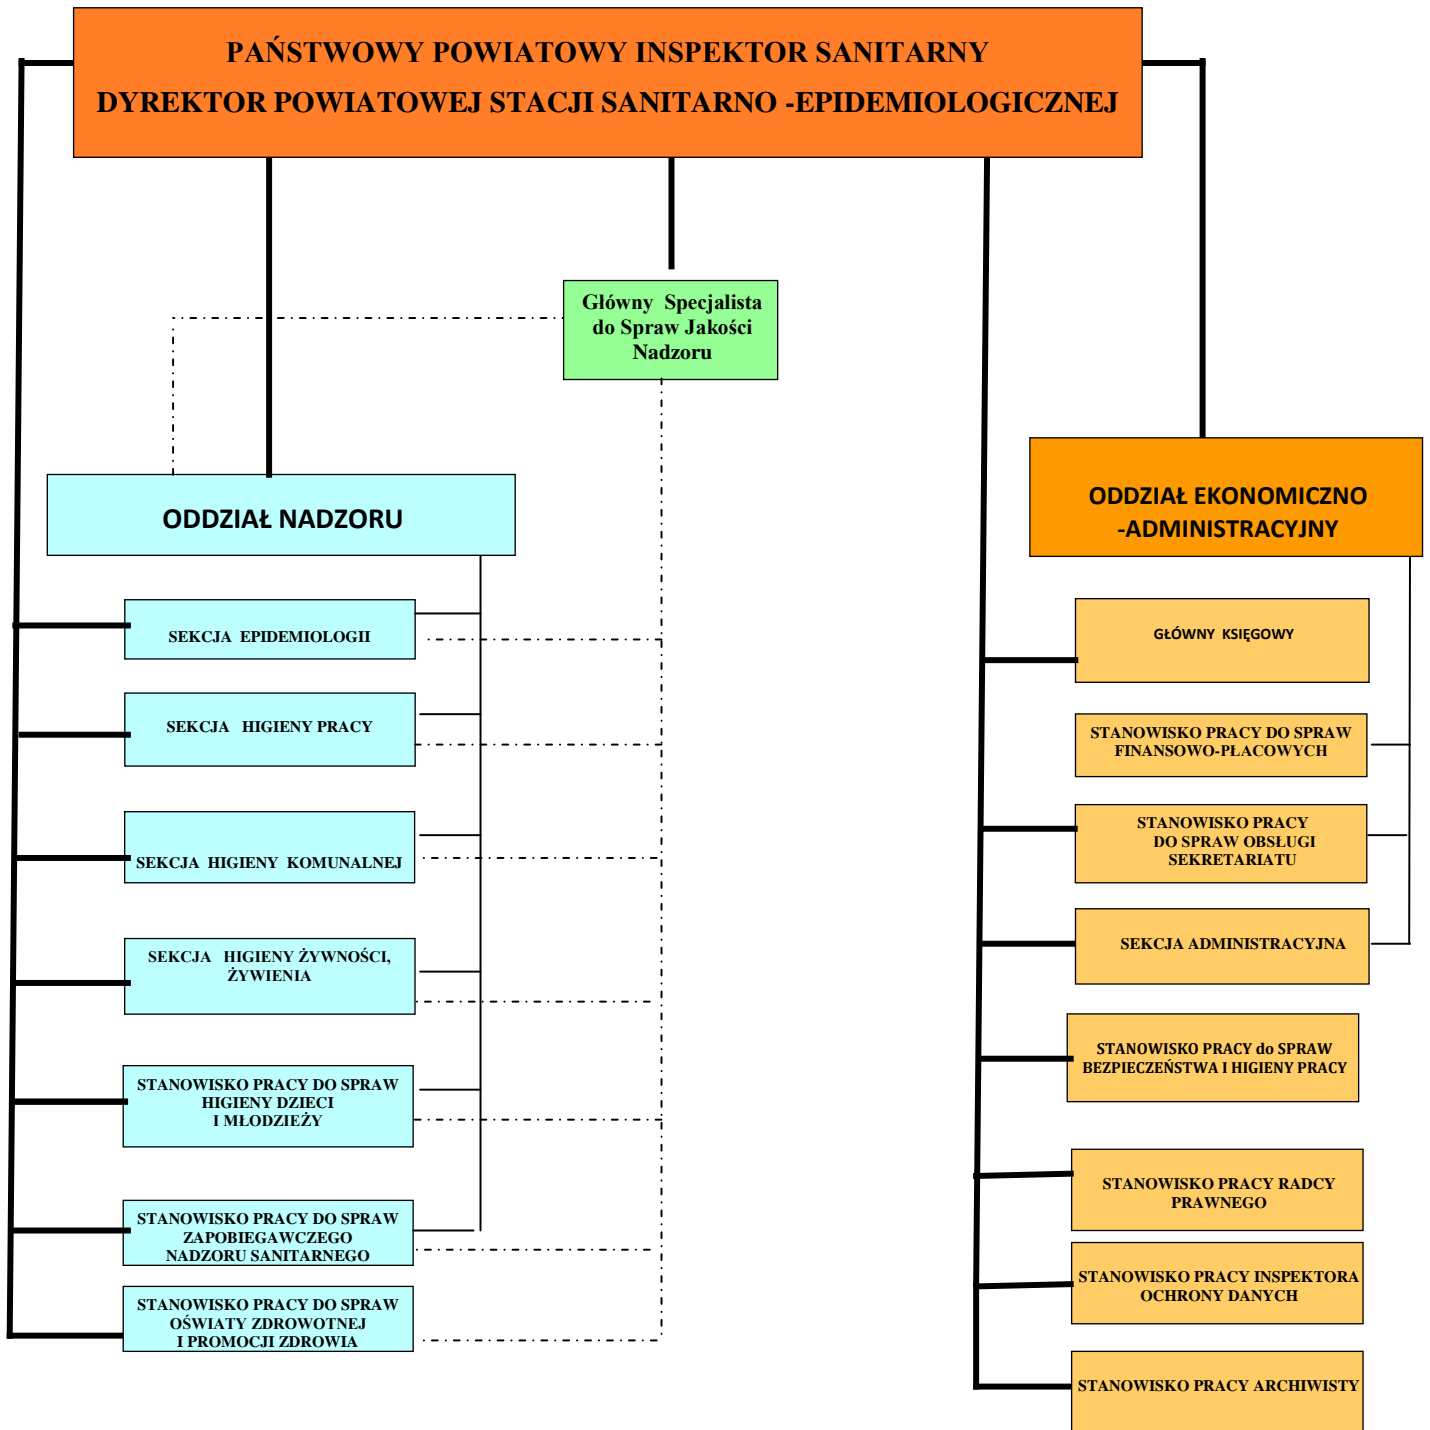 PAŃSTWOWY POWIATOWY INSPEKTOR SANITARNY
DYREKTOR POWIATOWEJ STACJI SANITARNO -EPIDEMIOLOGICZNEJ
Główny Specjalista
do Spraw Jakości
Nadzoru
ODDZIAŁ NADZORU
SEKCJA EPIDEMIOLOGII
SEKCJA HIGIENY PRACY
SEKCJA HIGIENY KOMUNALNEJ
SEKCJA HIGIENY ŻYWNOŚCI,
ŻYWIENIA
STANOWISKO PRACY DO SPRAW
HIGIENY DZIECI
I MŁODZIEŻY
STANOWISKO PRACY DO SPRAW
ZAPOBIEGAWCZEGO
NADZORU SANITARNEGO
STANOWISKO PRACY DO SPRAW
OŚWIATY ZDROWOTNEJ
I PROMOCJI ZDROWIA
ODDZIAŁ EKONOMICZNO
-ADMINISTRACYJNY
GŁÓWNY KSIĘGOWY
STANOWISKO PRACY DO SPRAW
FINANSOWO-PŁACOWYCH
STANOWISKO PRACY
DO SPRAW OBSŁUGI
SEKRETARIATU
SEKCJA ADMINISTRACYJNA
STANOWISKO PRACY do SPRAW
BEZPIECZEŃSTWA I HIGIENY PRACY
STANOWISKO PRACY RADCY
PRAWNEGO
STANOWISKO PRACY INSPEKTORA
OCHRONY DANYCH
STANOWISKO PRACY ARCHIWISTY